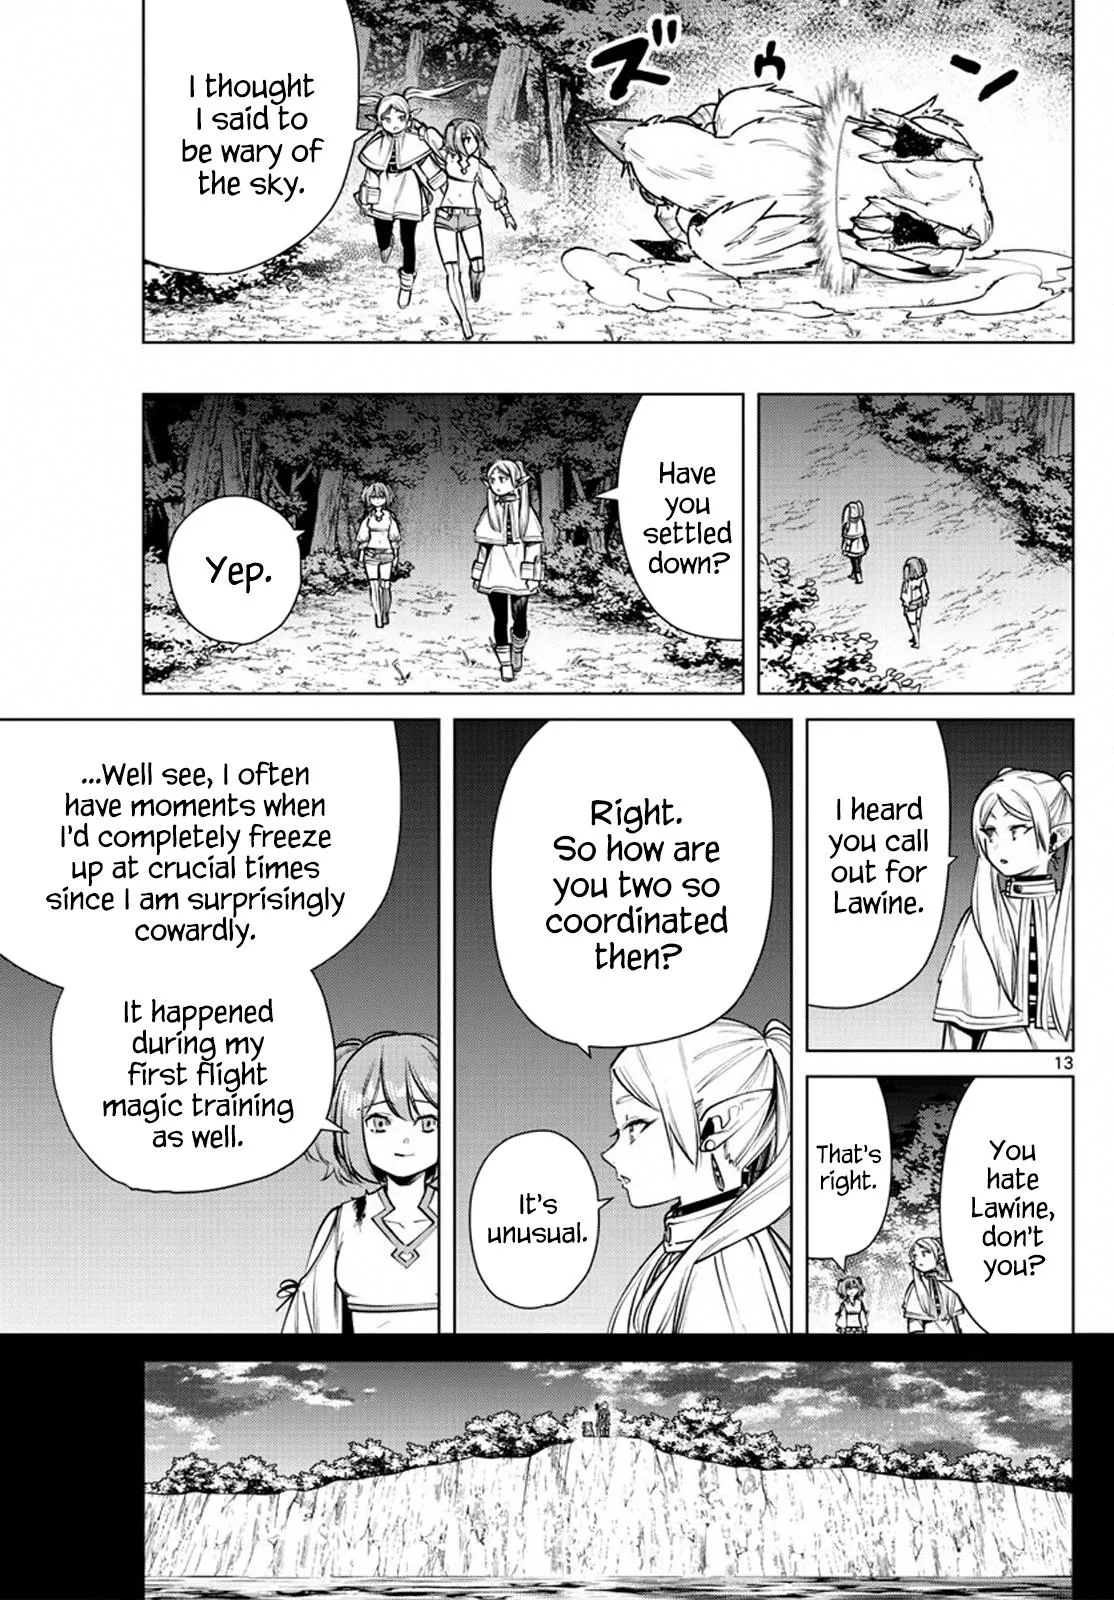 ズゥン
I thought
I said to
be wary of
the sky.
Have
you
settled
down?
Yep.
I heard
you call
out for
Lawine.
13
You
hate
Lawine,
don't
you?
That's
right.
Right.
So how are
you two so
coordinated
then?
It's
unusual.
...Well see, I often
have moments when
I'd completely freeze
up at crucial times
since I am surprisingly
cowardly.
It happened
during my
first flight
magic training
as well.